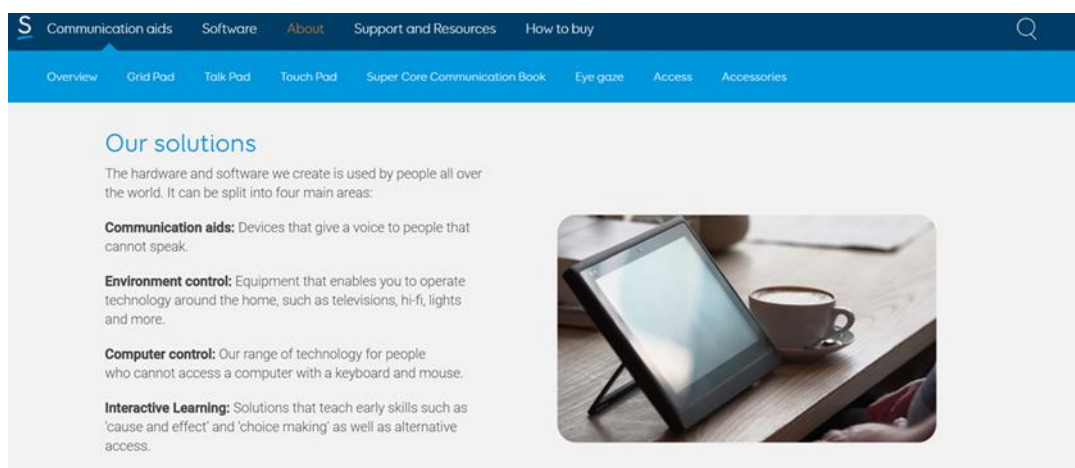 S
Communication aids Software About Support and Resources How to buy
Overview Grid Pad Talk Pad Touch Pad Super Core Communication Book Eye gaze Access Accessories
Our solutions
The hardware and software we create is used by people all over
the world. It can be split into four main areas:
Communication aids: Devices that give a voice to people that
cannot speak.
Environment control: Equipment that enables you to operate
technology around the home, such as televisions, hi-fi, lights
and more.
Computer control: Our range of technology for people
who cannot access a computer with a keyboard and mouse.
Interactive Learning: Solutions that teach early skills such as
'cause and effect' and 'choice making' as well as alternative
access.